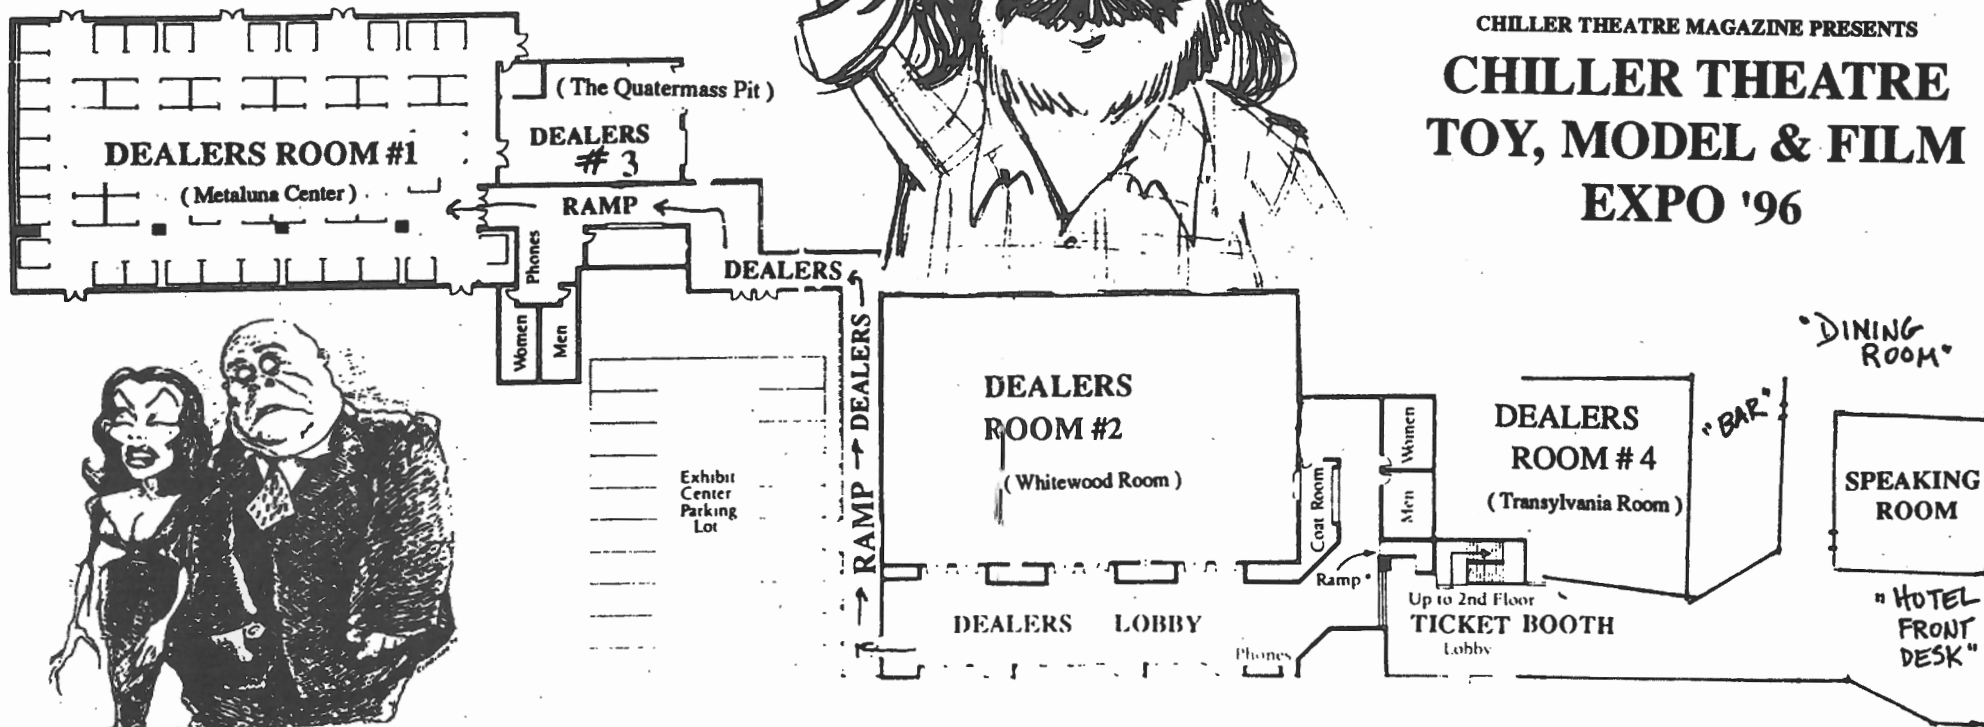 CHILLER THEATRE MAGAZINE PRESENTS
CHILLER THEATRE
TOY, MODEL & FILM
EXPO '96
( The Quatermass Pit )
DEALERS
# 3
DEALERS ROOM #1
( Metaluna Center )
RAMP
Phones
DEALERS
Women
Men
Exhibit
Center
Parking
Lot
RAMP
DEALERS
DEALERS
ROOM #2
( Whitewood Room )
Coat Room
Women
Men
Ramp
DEALERS LOBBY
Phones
DEALERS
ROOM # 4
( Transylvania Room )
Up to 2nd Floor
TICKET BOOTH
Lobby
"BAR"
"DINING
ROOM"
SPEAKING
ROOM
"HOTEL
FRONT
DESK"